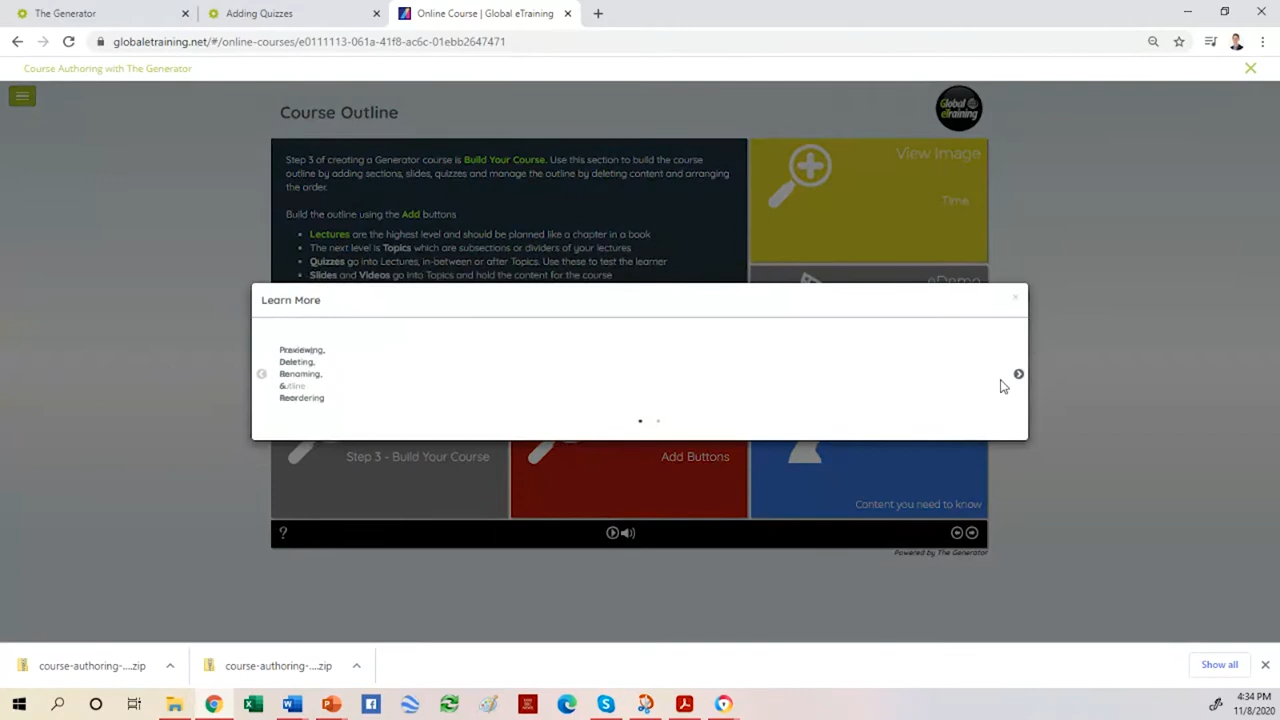 The Generator
Adding Quizzes
Online Course | Global eTraining
globaletraining.net/#/online-courses/e0111113-061a-41f8-ac6c-01ebb2647471
Course Authoring with The Generator
Course Outline
Global eTraining
Step 3 of creating a Generator course is Build Your Course. Use this section to build the course
outline by adding sections, slides, quizzes and manage the outline by deleting content and arranging
the order.
Build the outline using the Add buttons
• Lectures are the highest level and should be planned like a chapter in a book
• The next level is Topics which are subsections or dividers of your lectures
• Quizzes go into Lectures, in-between or after Topics. Use these to test the learner
• Slides and Videos go into Topics and hold the content for the course
View Image
Time
eDemo
Learn More
Previewing,
Deleting,
Renaming,
&
Reordering
Step 3 - Build Your Course
Add Buttons
Content you need to know
?
Powered by The Generator
course-authoring-....zip
course-authoring-....zip
Show all
4:34 PM
11/8/2020